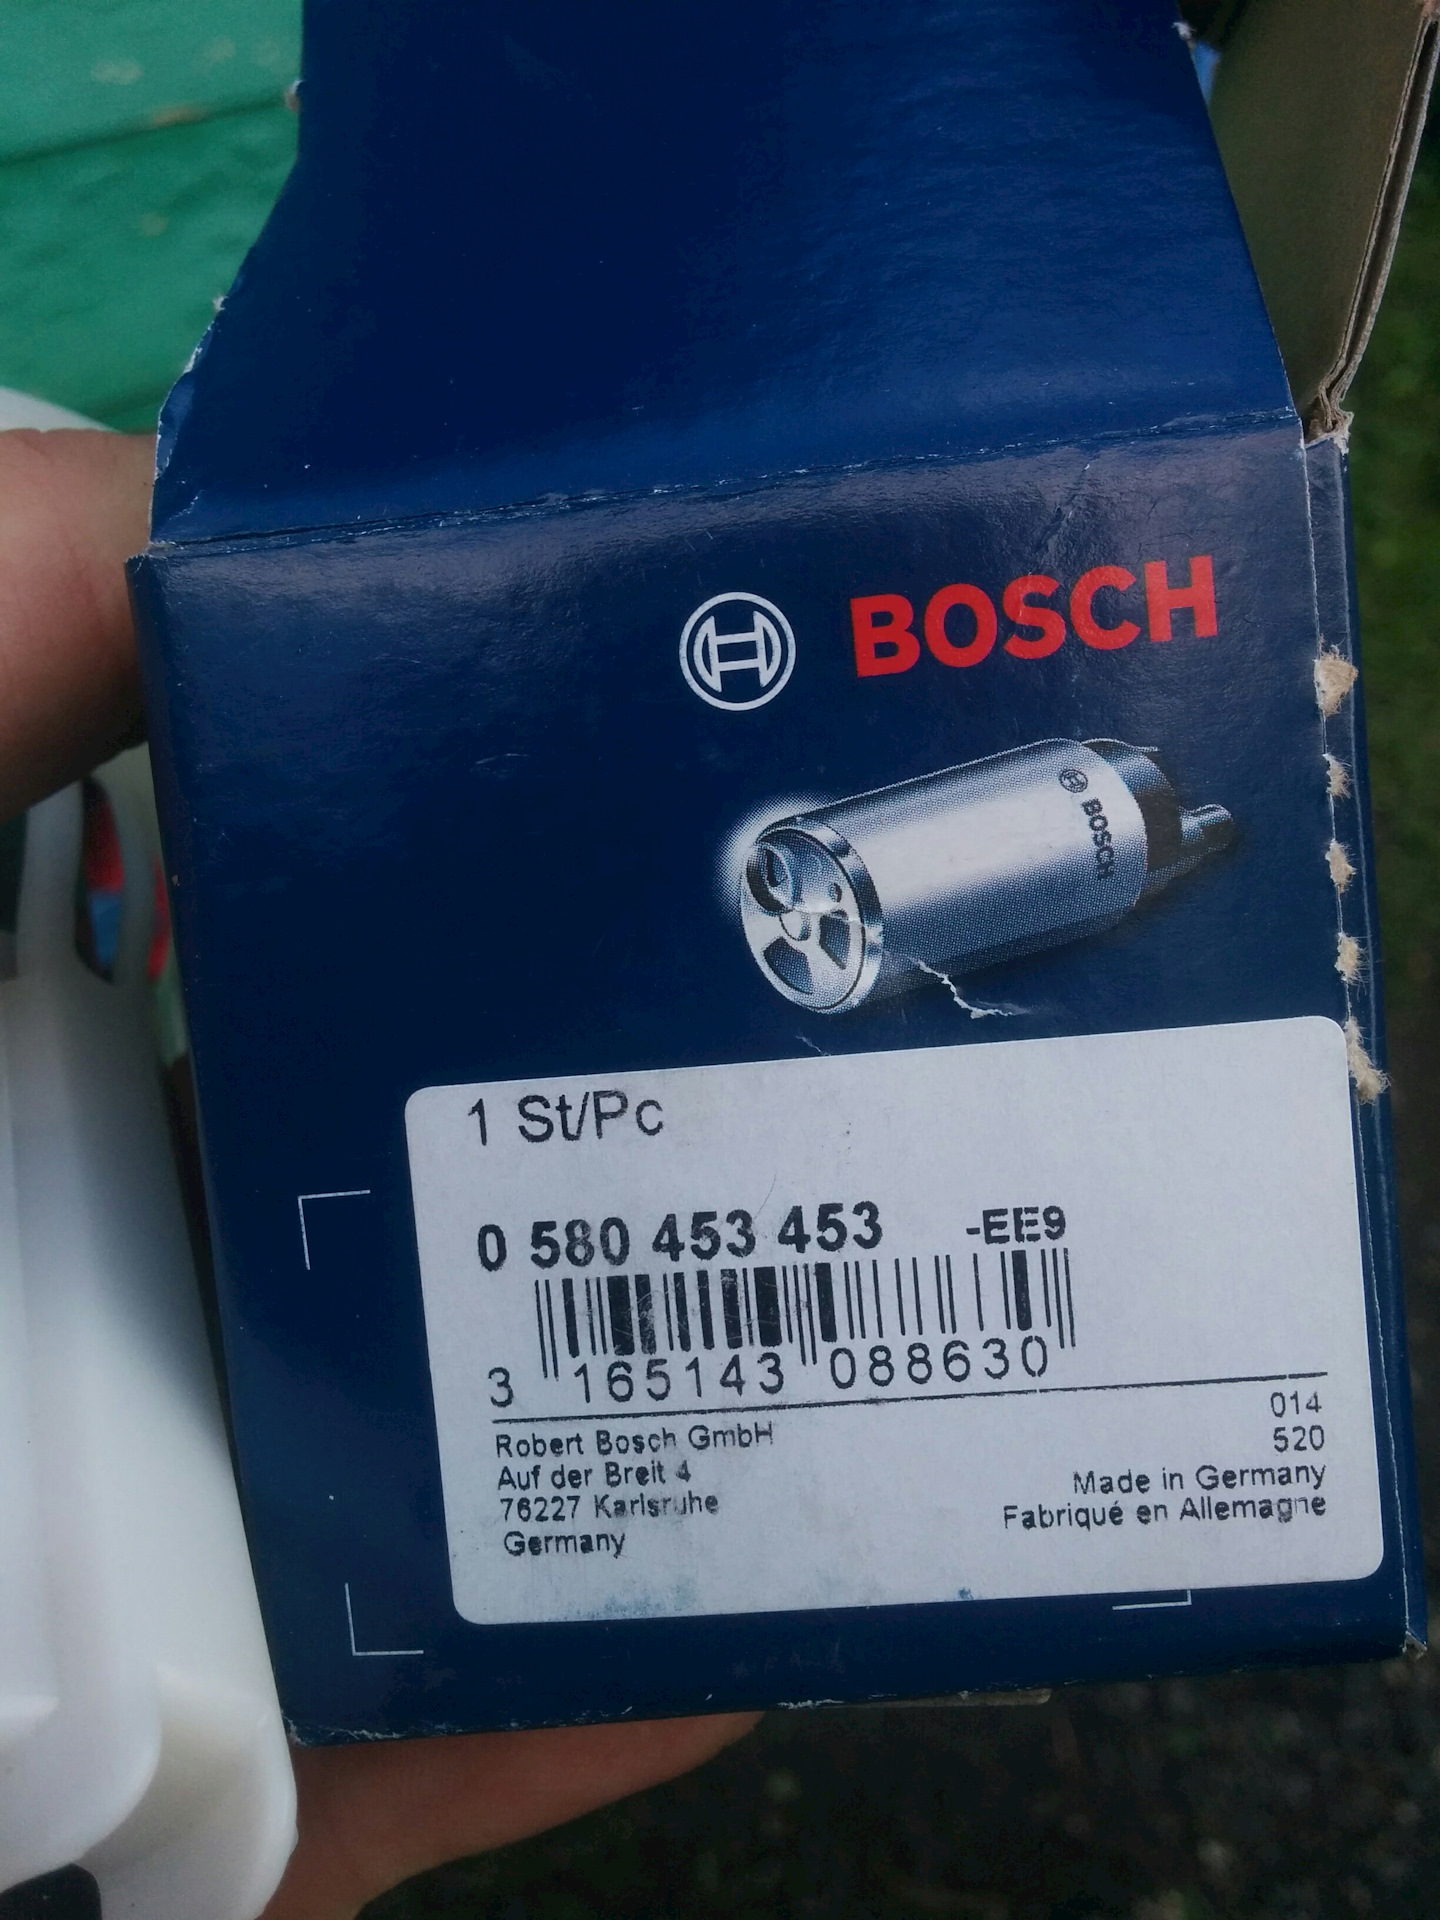 BOSCH
BOSCH
1 St/Pc
0 580 453 453 -EE9
3 165143 088630
014
520
Robert Bosch GmbH
Auf der Breit 4
76227 Karlsruhe
Germany
Made in Germany
Fabriqué en Allemagne